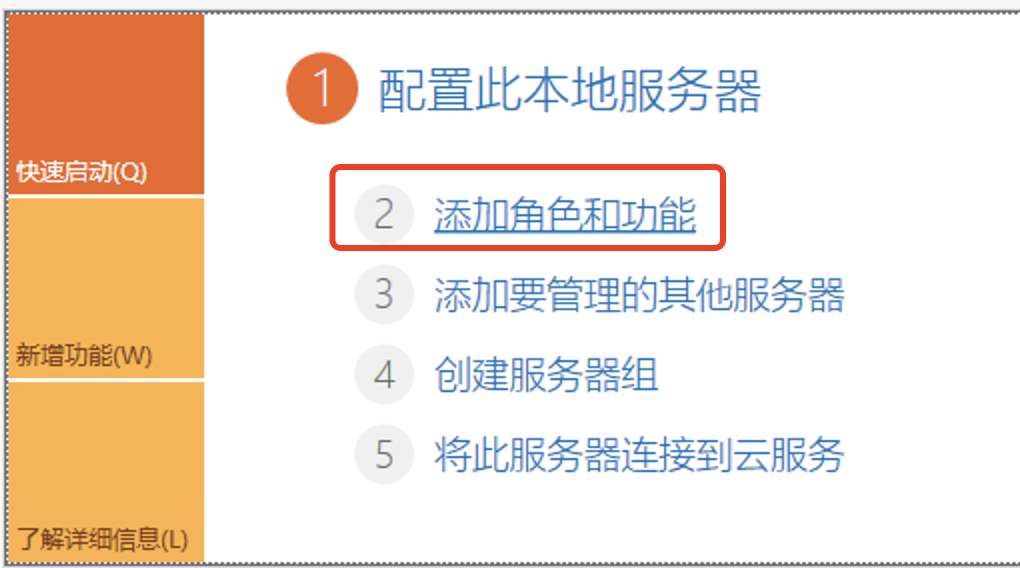 1 配置此本地服务器
快速启动(Q)
2 添加角色和功能
3 添加要管理的其他服务器
新增功能(W)
4 创建服务器组
5 将此服务器连接到云服务
了解详细信息(L)